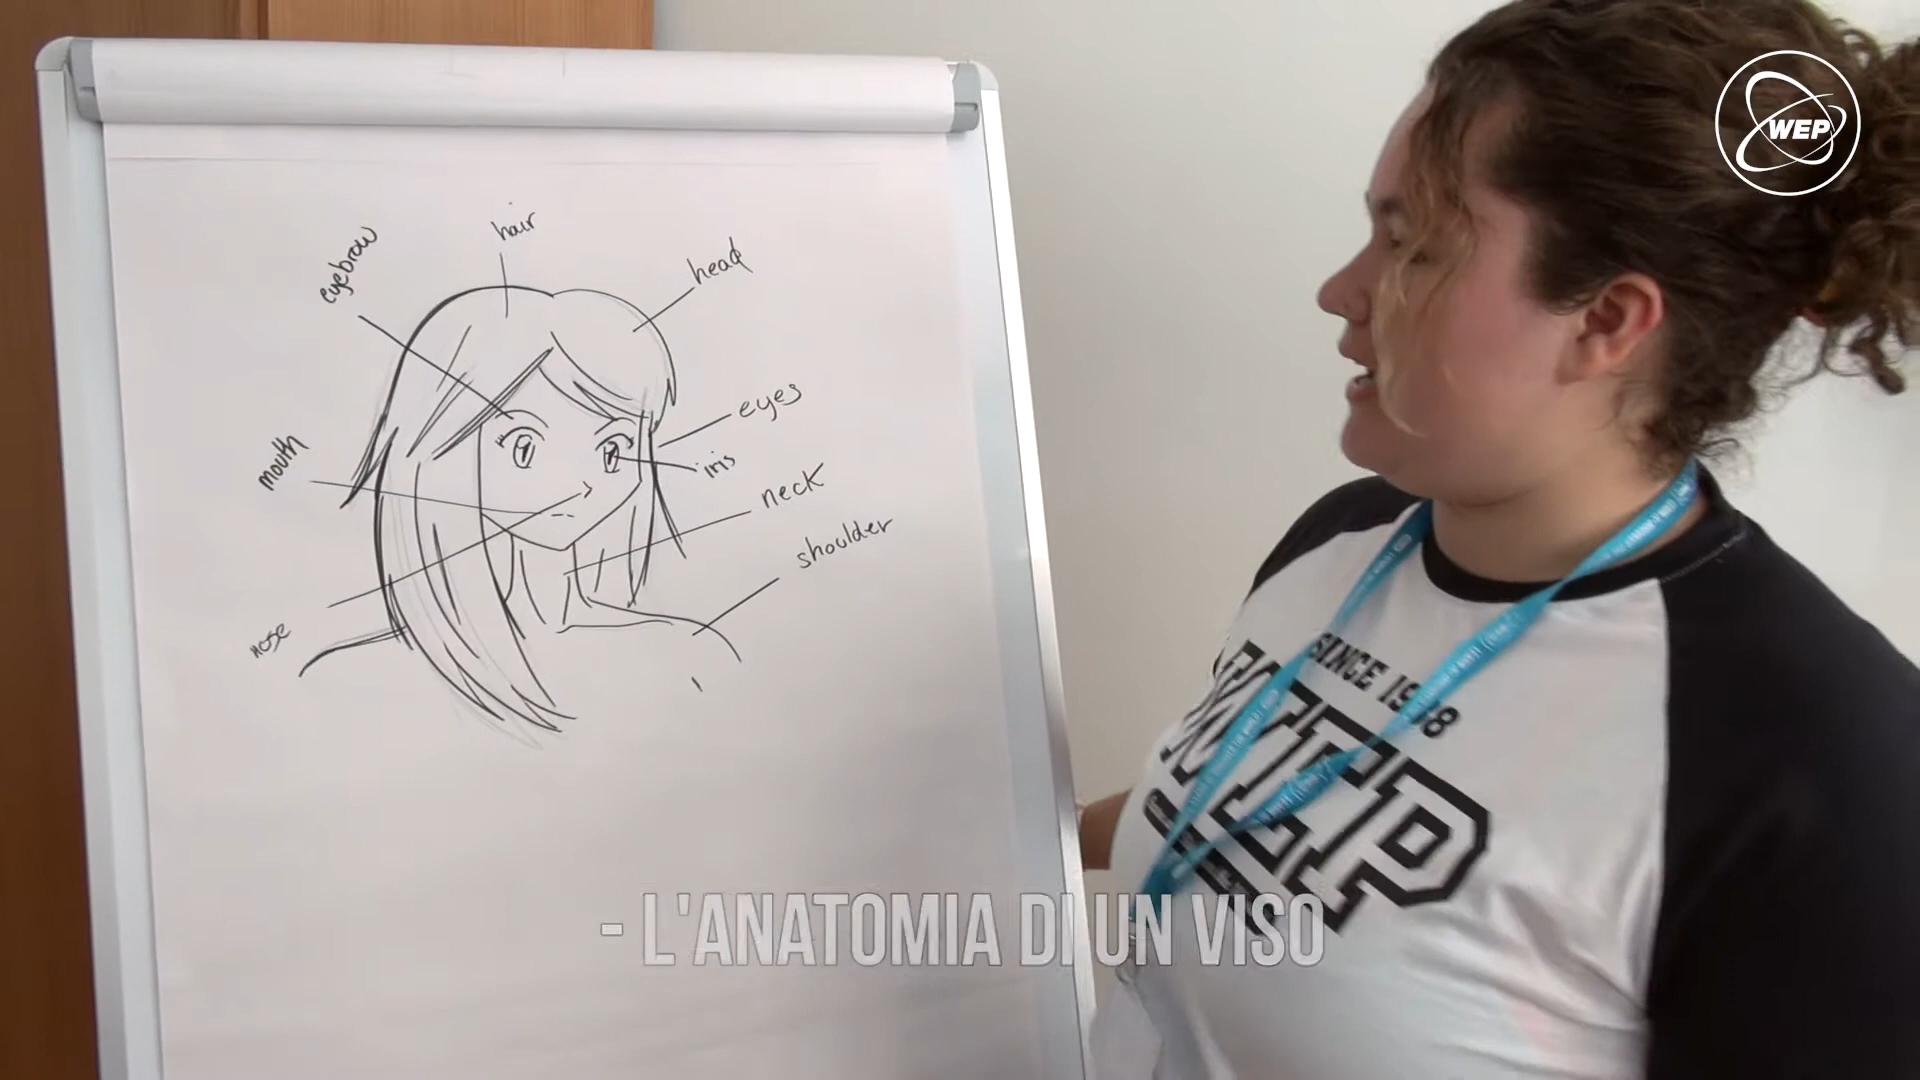 WEP
hair
eyebrow
head
eyes
iris
mouth
neck
shoulder
nose
SINCE 1988
WEP
- L'ANATOMIA DI UN VISO